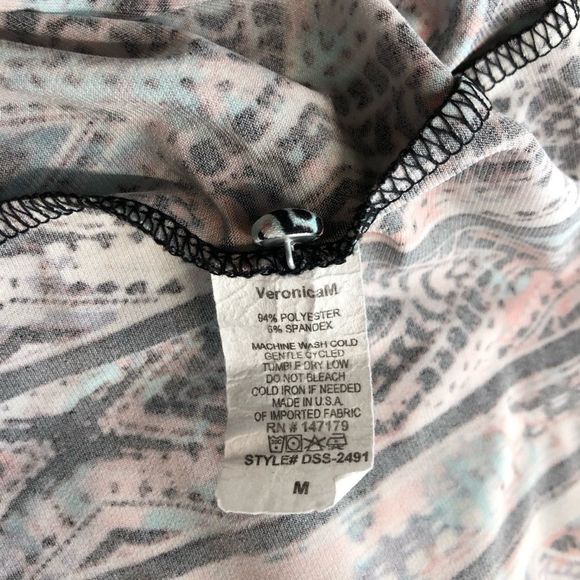 VeronicaM
94% POLYESTER
6% SPANDEX
MACHINE WASH COLD
GENTLE CYCLED
TUMBLE DRY LOW
DO NOT BLEACH
COLD IRON IF NEEDED
MADE IN U.S.A.
OF IMPORTED FABRIC
RN # 147179
STYLE# DSS-2491
M